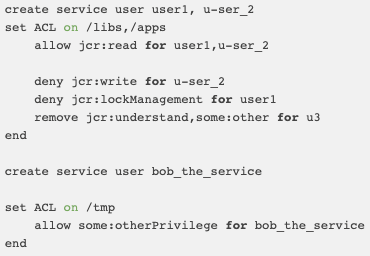 create service user user1, u-ser_2
set ACL on /libs,/apps
    allow jcr:read for user1,u-ser_2

    deny jcr:write for u-ser_2
    deny jcr:lockManagement for user1
    remove jcr:understand,some:other for u3
end

create service user bob_the_service

set ACL on /tmp
    allow some:otherPrivilege for bob_the_service
end